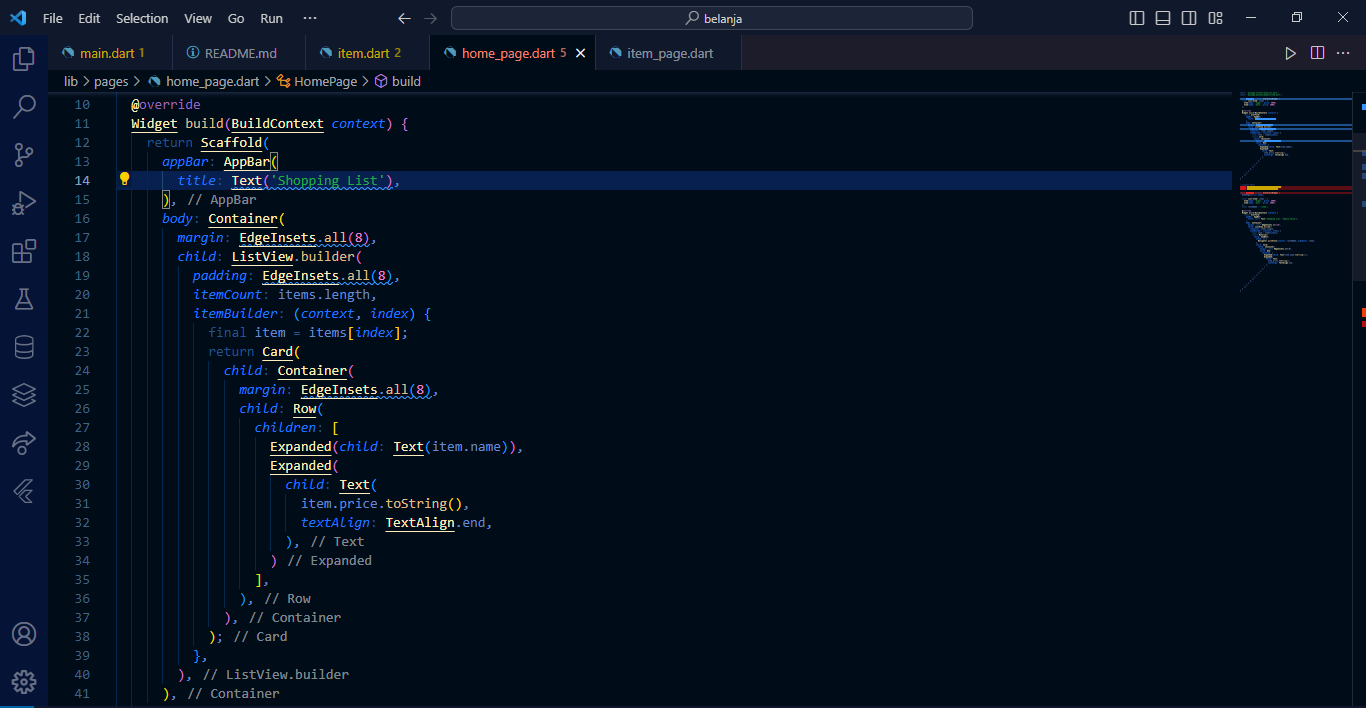 File Edit Selection View Go Run ··· belanja
main.dart 1 README.md item.dart 2 home_page.dart 5 item_page.dart
lib > pages > home_page.dart > HomePage > build
10 @override
11 Widget build(BuildContext context) {
12 return Scaffold(
13 appBar: AppBar(
14 title: Text('Shopping List'),
15 ), // AppBar
16 body: Container(
17 margin: EdgeInsets.all(8),
18 child: ListView.builder(
19 padding: EdgeInsets.all(8),
20 itemCount: items.length,
21 itemBuilder: (context, index) {
22 final item = items[index];
23 return Card(
24 child: Container(
25 margin: EdgeInsets.all(8),
26 child: Row(
27 children: [
28 Expanded(child: Text(item.name)),
29 Expanded(
30 child: Text(
31 item.price.toString(),
32 textAlign: TextAlign.end,
33 ), // Text
34 ) // Expanded
35 ],
36 ), // Row
37 ), // Container
38 ); // Card
39 },
40 ), // ListView.builder
41 ), // Container